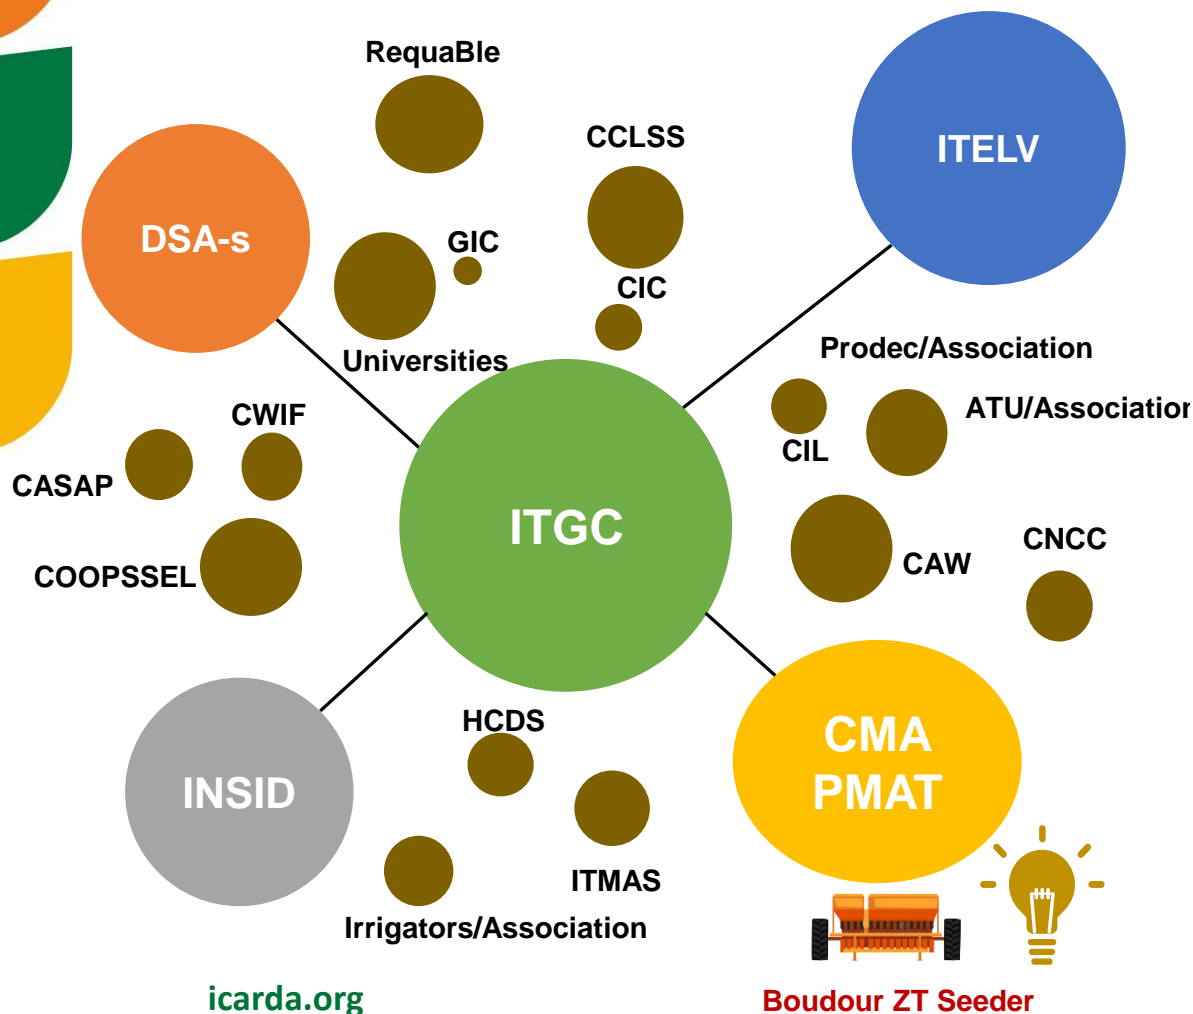 RequaBle
CCLSS
ITELV
DSA-s
GIC
CIC
Universities
Prodec/Association
ATU/Association
CWIF
CIL
CASAP
ITGC
CNCC
CAW
COOPSSEL
HCDS
CMA
PMAT
INSID
ITMAS
Irrigators/Association
icarda.org
Boudour ZT Seeder